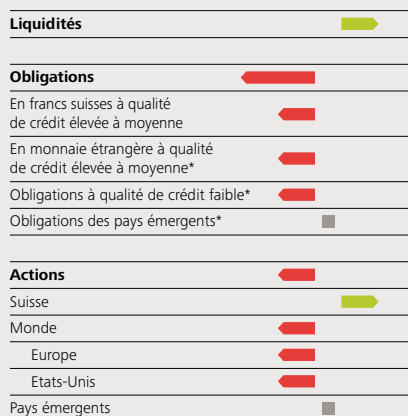 Liquidités
Obligations
En francs suisses à qualité
de crédit élevée à moyenne
En monnaie étrangère à qualité
de crédit élevée à moyenne*
Obligations à qualité de crédit faible*
Obligations des pays émergents*
Actions
Suisse
Monde
Europe
Etats-Unis
Pays émergents